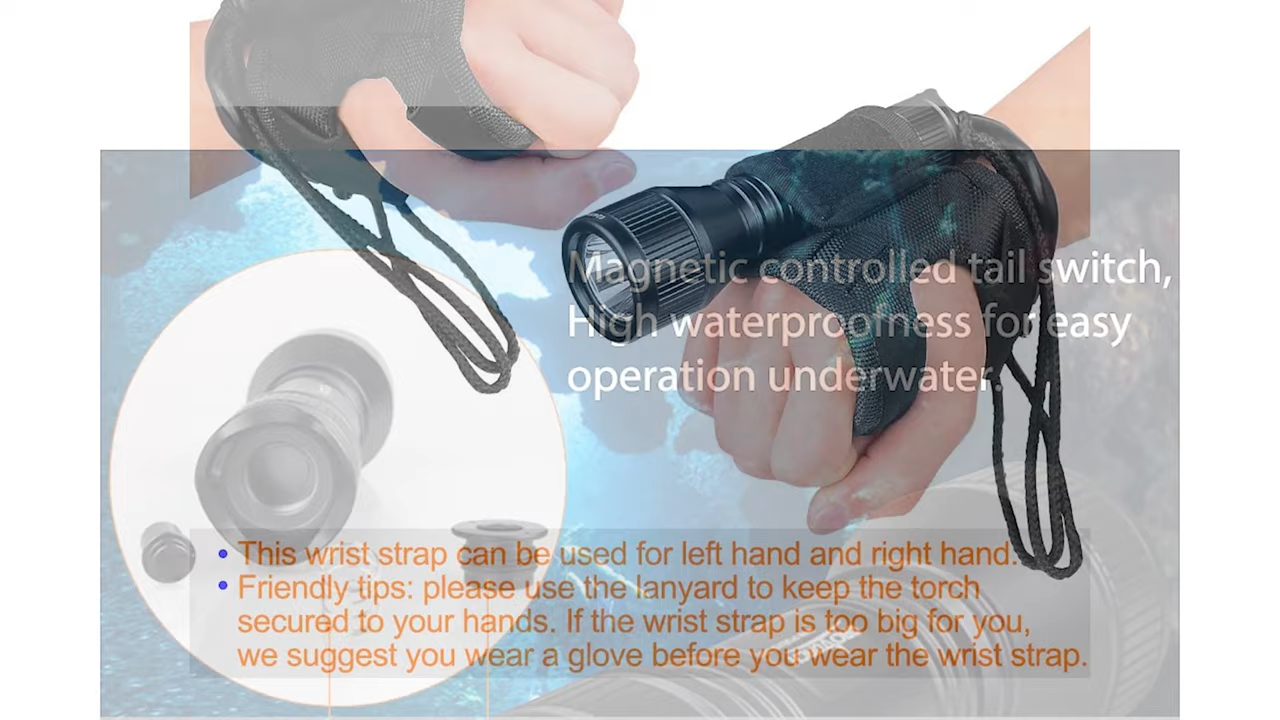 Magnetic controlled tail switch,
High waterproofness for easy
operation underwater.
• This wrist strap can be used for left hand and right hand.
• Friendly tips: please use the lanyard to keep the torch
secured to your hands. If the wrist strap is too big for you,
we suggest you wear a glove before you wear the wrist strap.